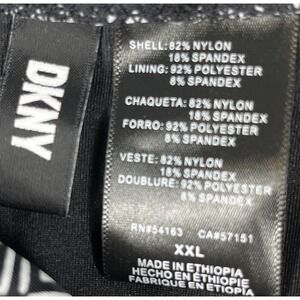 DKNY
SHELL: 82% NYLON
18% SPANDEX
LINING: 92% POLYESTER
8% SPANDEX
CHAQUETA: 82% NYLON
18% SPANDEX
FORRO: 92% POLYESTER
8% SPANDEX
VESTE: 82% NYLON
18% SPANDEX
DOUBLURE: 92% POLYESTER
8% SPANDEX
RN#54163 CA#57151
XXL
MADE IN ETHIOPIA
HECHO EN ETHIOPIA
FABRIQUE EN ETHIOPIA